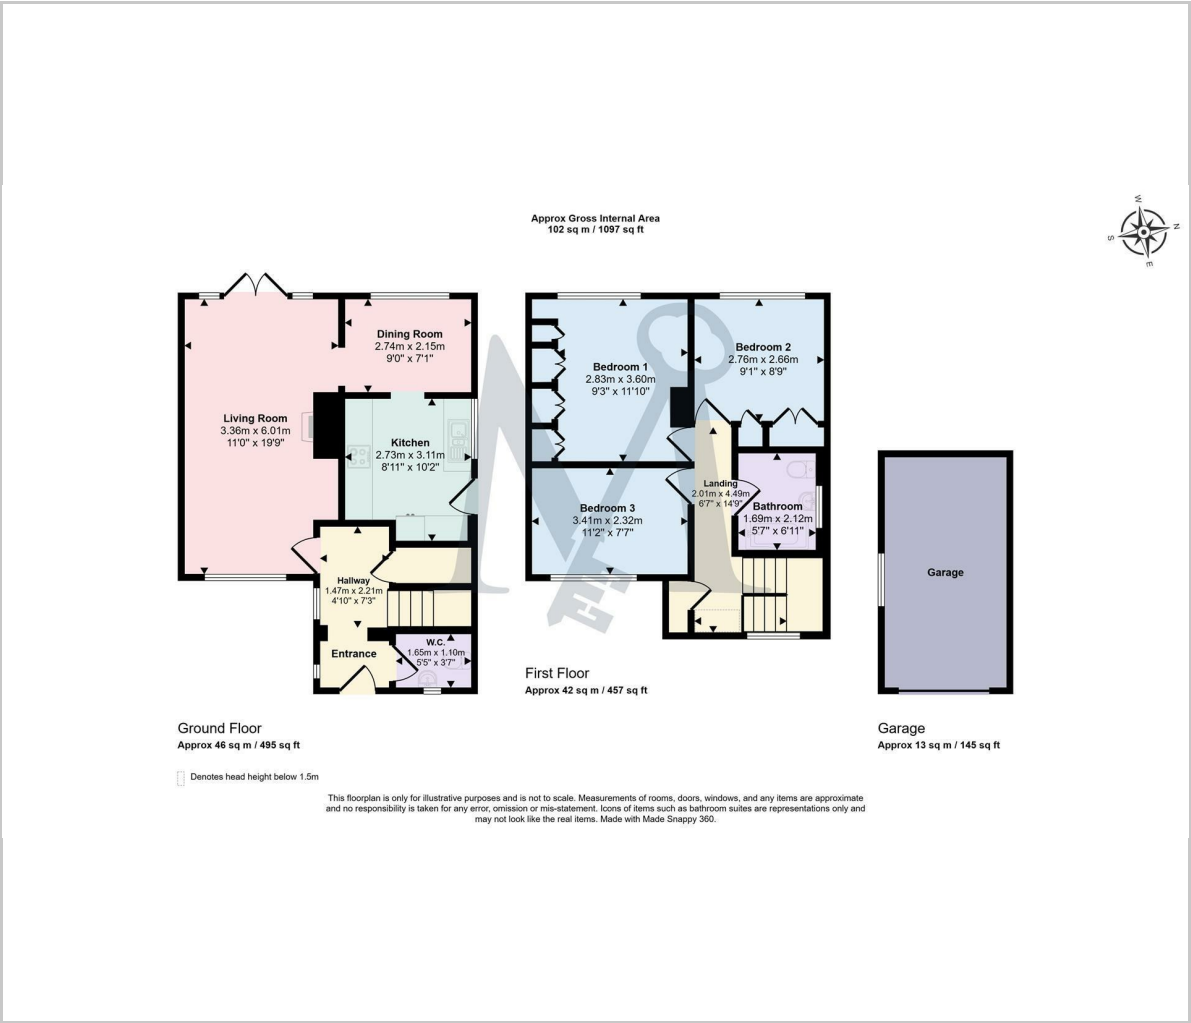 Approx Gross Internal Area
102 sq m / 1097 sq ft
W
N
S
E
Dining Room
2.74m x 2.15m
9'0" x 7'1"
Living Room
3.36m x 6.01m
11'0" x 19'9"
Kitchen
2.73m x 3.11m
8'11" x 10'2"
Hallway
1.47m x 2.21m
4'10" x 7'3"
Entrance
W.C.
1.65m x 1.10m
5'5" x 3'7"
Bedroom 1
2.83m x 3.60m
9'3" x 11'10"
Bedroom 2
2.76m x 2.66m
9'1" x 8'9"
Bedroom 3
3.41m x 2.32m
11'2" x 7'7"
Landing
2.01m x 4.49m
6'7" x 14'9"
Bathroom
1.69m x 2.12m
5'7" x 6'11"
Garage
First Floor
Approx 42 sq m / 457 sq ft
Ground Floor
Approx 46 sq m / 495 sq ft
Garage
Approx 13 sq m / 145 sq ft
Denotes head height below 1.5m
This floorplan is only for illustrative purposes and is not to scale. Measurements of rooms, doors, windows, and any items are approximate
and no responsibility is taken for any error, omission or mis-statement. Icons of items such as bathroom suites are representations only and
may not look like the real items. Made with Made Snappy 360.